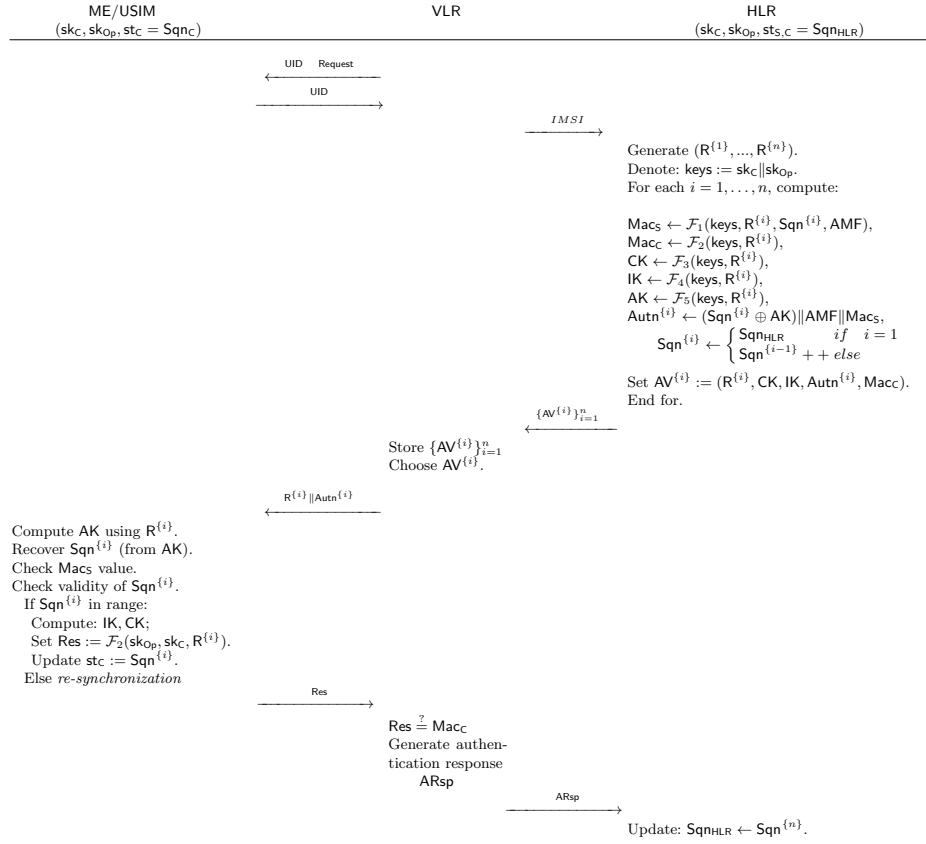 ME/USIM VLR HLR
(sk_C, sk_Op, st_C = Sqn_C) (sk_C, sk_Op, st_S,C = Sqn_HLR)
UID Request
UID
IMSI
Generate (R^{1}, ..., R^{n}).
Denote: keys := sk_C‖sk_Op.
For each i = 1, . . . , n, compute:
Mac_S ← F_1(keys, R^{i}, Sqn^{i}, AMF),
Mac_C ← F_2(keys, R^{i}),
CK ← F_3(keys, R^{i}),
IK ← F_4(keys, R^{i}),
AK ← F_5(keys, R^{i}),
Autn^{i} ← (Sqn^{i} ⊕ AK)‖AMF‖Mac_S,
Sqn^{i} ← { Sqn_HLR if i = 1
Sqn^{i−1} + + else
Set AV^{i} := (R^{i}, CK, IK, Autn^{i}, Mac_C).
End for.
{AV^{i}}^n_{i=1}
Store {AV^{i}}^n_{i=1}
Choose AV^{i}.
R^{i}‖Autn^{i}
Compute AK using R^{i}.
Recover Sqn^{i} (from AK).
Check Mac_S value.
Check validity of Sqn^{i}.
If Sqn^{i} in range:
Compute: IK, CK;
Set Res := F_2(sk_Op, sk_C, R^{i}).
Update st_C := Sqn^{i}.
Else re-synchronization
Res
Res ?= Mac_C
Generate authen-
tication response
ARsp
ARsp
Update: Sqn_HLR ← Sqn^{n}.